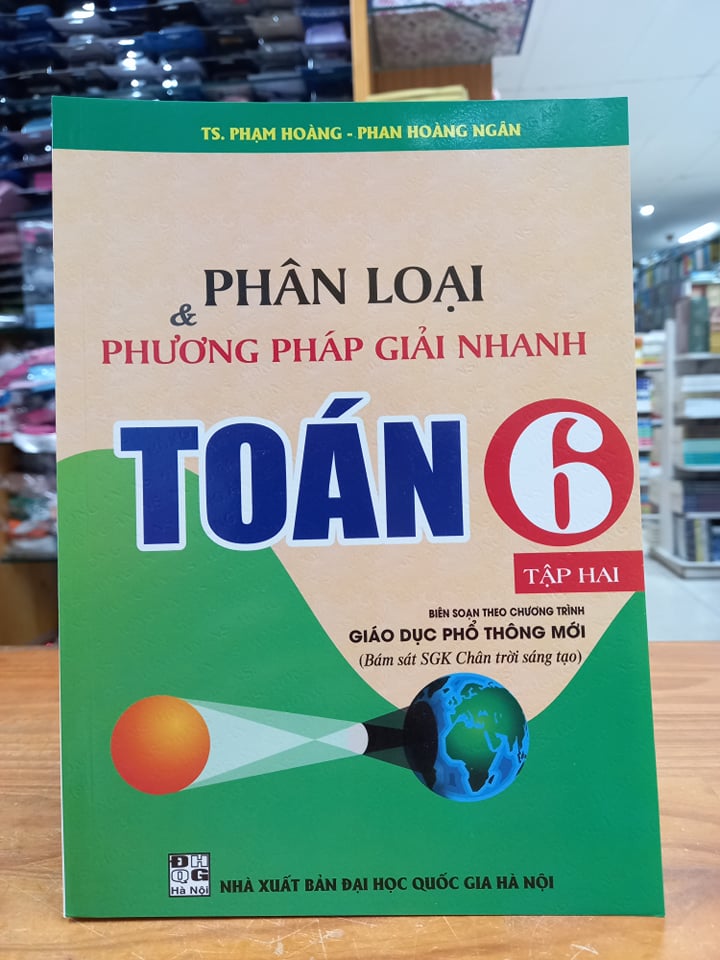 TS. PHẠM HOÀNG - PHAN HOÀNG NGÂN
PHÂN LOẠI
&
PHƯƠNG PHÁP GIẢI NHANH
TOÁN 6
TẬP HAI
BIÊN SOẠN THEO CHƯƠNG TRÌNH
GIÁO DỤC PHỔ THÔNG MỚI
(Bám sát SGK Chân trời sáng tạo)
ĐH
QG
Hà Nội
NHÀ XUẤT BẢN ĐẠI HỌC QUỐC GIA HÀ NỘI